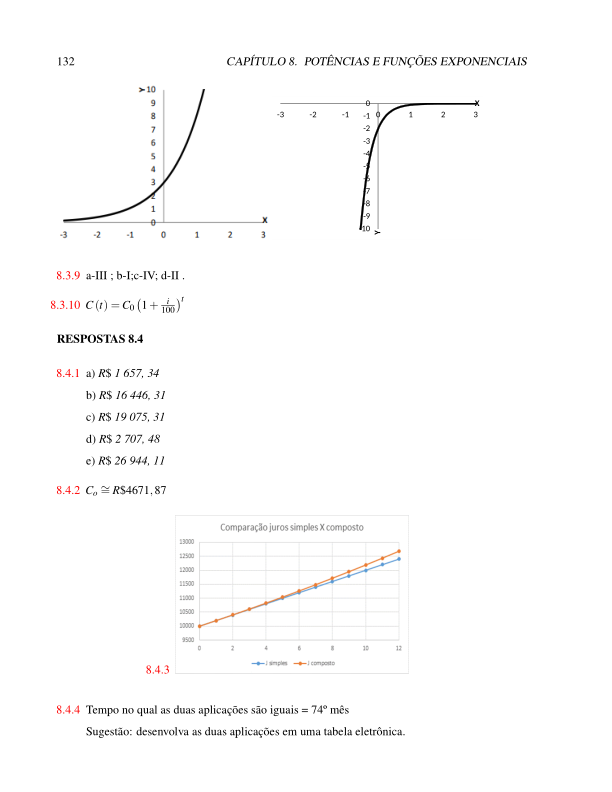 132 CAPÍTULO 8. POTÊNCIAS E FUNÇÕES EXPONENCIAIS
Y 10
9
8
7
6
5
4
3
2
1
0
X
-3 -2 -1 0 1 2 3
0 X
-3 -2 -1 0 1 2 3
-1
-2
-3
-4
-5
-6
-7
-8
-9
-10
Y
8.3.9 a-III ; b-I;c-IV; d-II .
8.3.10 C (t) = C₀ (1 + i/100)^t
RESPOSTAS 8.4
8.4.1 a) R$ 1 657, 34
b) R$ 16 446, 31
c) R$ 19 075, 31
d) R$ 2 707, 48
e) R$ 26 944, 11
8.4.2 Cₒ ≅ R$4671,87
Comparação juros simples X composto
13000
12500
12000
11500
11000
10500
10000
9500
0 2 4 6 8 10 12
J simples J composto
8.4.3
8.4.4 Tempo no qual as duas aplicações são iguais = 74º mês
Sugestão: desenvolva as duas aplicações em uma tabela eletrônica.